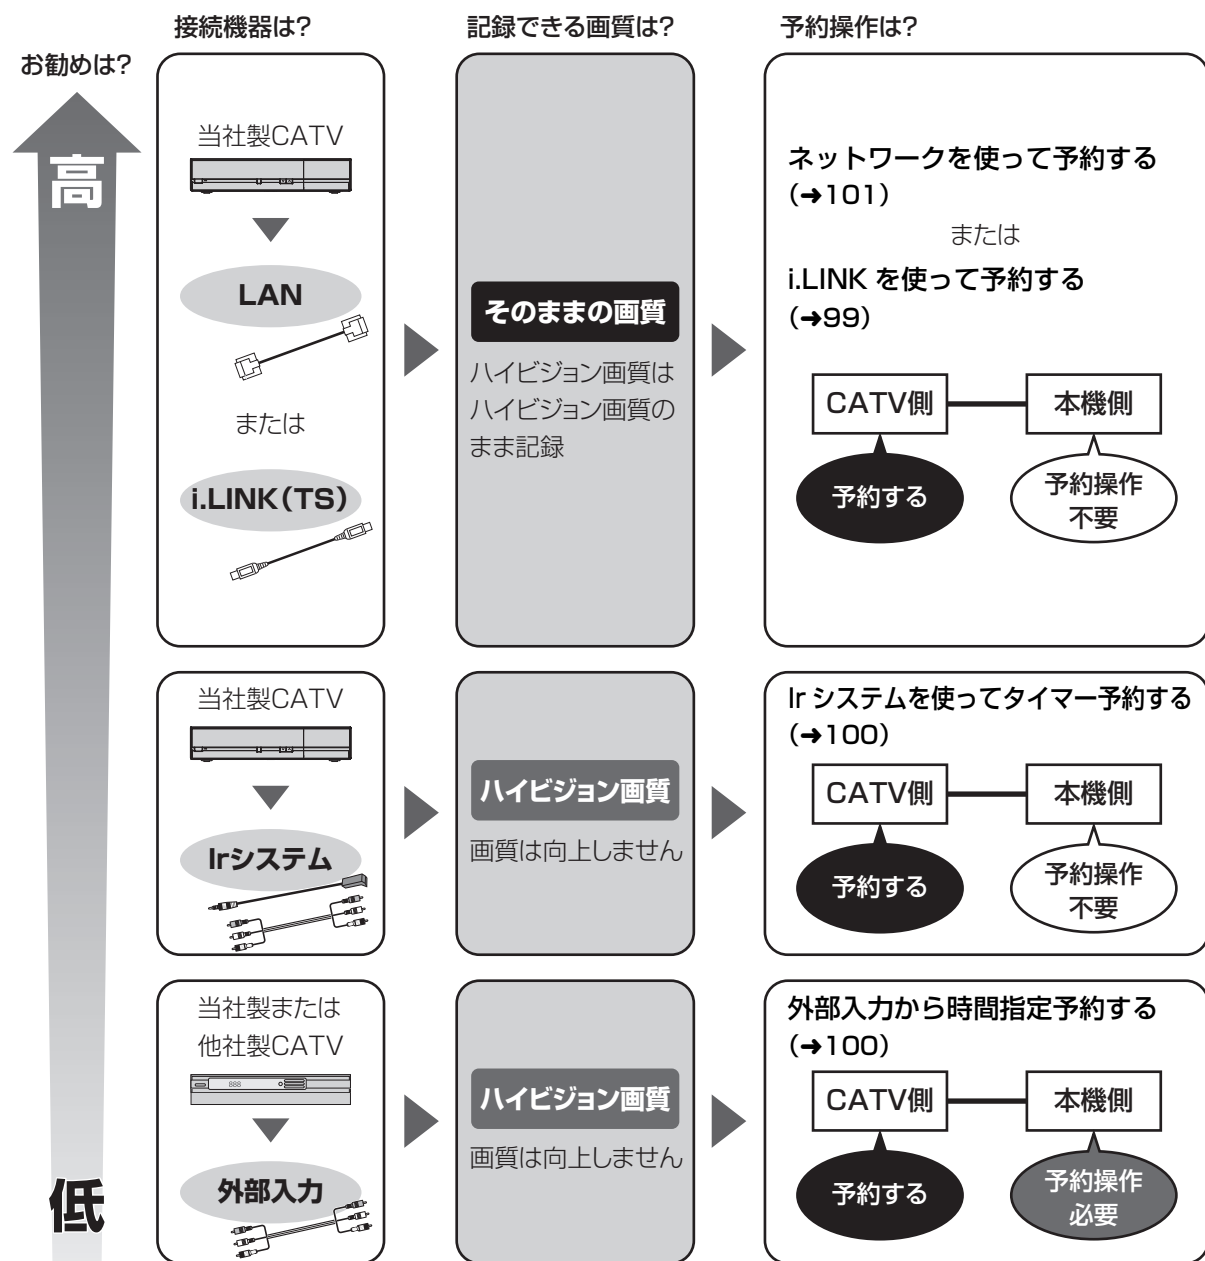 接続機器は?
記録できる画質は?
予約操作は?
お勧めは?
高
当社製CATV
LAN
または
i.LINK(TS)
そのままの画質
ハイビジョン画質は
ハイビジョン画質の
まま記録
ネットワークを使って予約する
(➜101)
または
i.LINK を使って予約する
(➜99)
CATV側
本機側
予約する
予約操作
不要
当社製CATV
Irシステム
ハイビジョン画質
画質は向上しません
Ir システムを使ってタイマー予約する
(➜100)
CATV側
本機側
予約する
予約操作
不要
当社製または
他社製CATV
888
外部入力
ハイビジョン画質
画質は向上しません
外部入力から時間指定予約する
(➜100)
CATV側
本機側
予約する
予約操作
必要
低